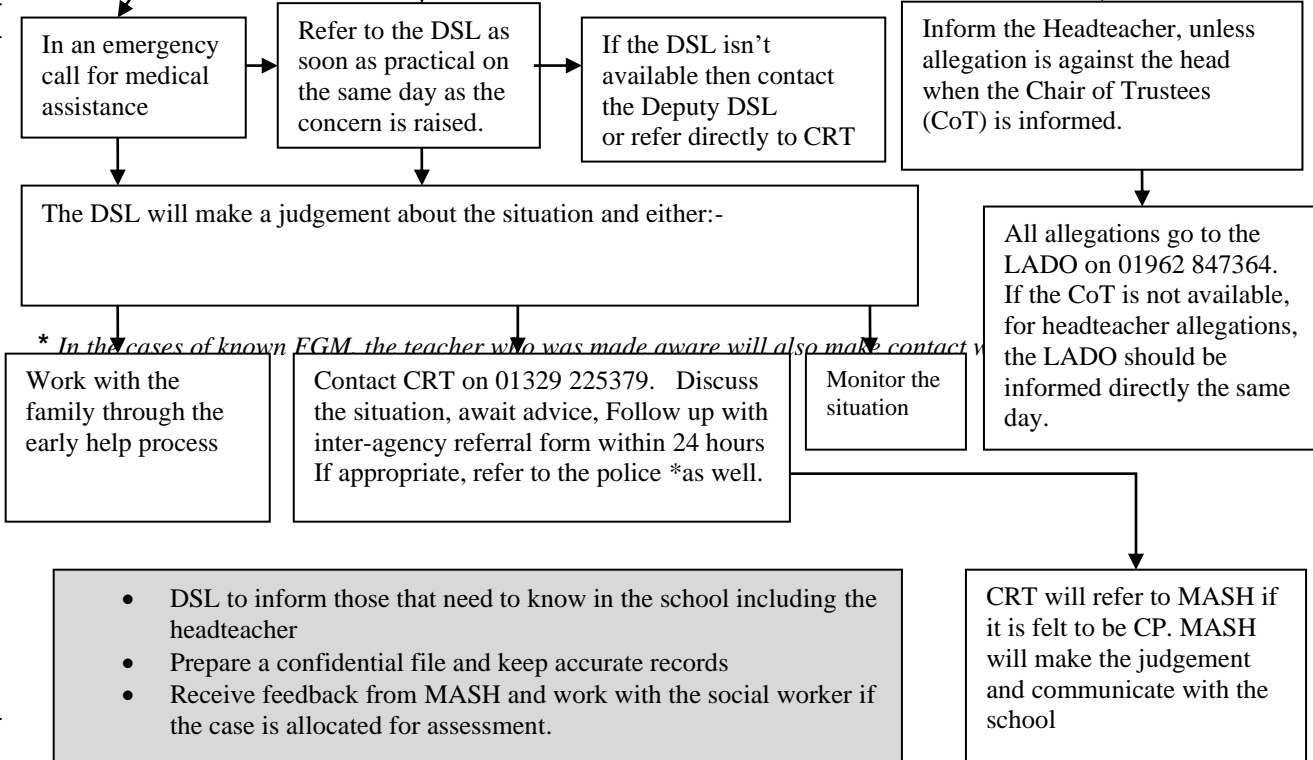 In an emergency
call for medical
assistance
Refer to the DSL as
soon as practical on
the same day as the
concern is raised.
If the DSL isn't
available then contact
the Deputy DSL
or refer directly to CRT
Inform the Headteacher, unless
allegation is against the head
when the Chair of Trustees
(CoT) is informed.
The DSL will make a judgement about the situation and either:-
All allegations go to the
LADO on 01962 847364.
If the CoT is not available,
for headteacher allegations,
the LADO should be
informed directly the same
day.
* In the cases of known FGM, the teacher who was made aware will also make contact
Work with the
family through the
early help process
Contact CRT on 01329 225379. Discuss
the situation, await advice, Follow up with
inter-agency referral form within 24 hours
If appropriate, refer to the police *as well.
Monitor the
situation
• DSL to inform those that need to know in the school including the
headteacher
• Prepare a confidential file and keep accurate records
• Receive feedback from MASH and work with the social worker if
the case is allocated for assessment.
CRT will refer to MASH if
it is felt to be CP. MASH
will make the judgement
and communicate with the
school